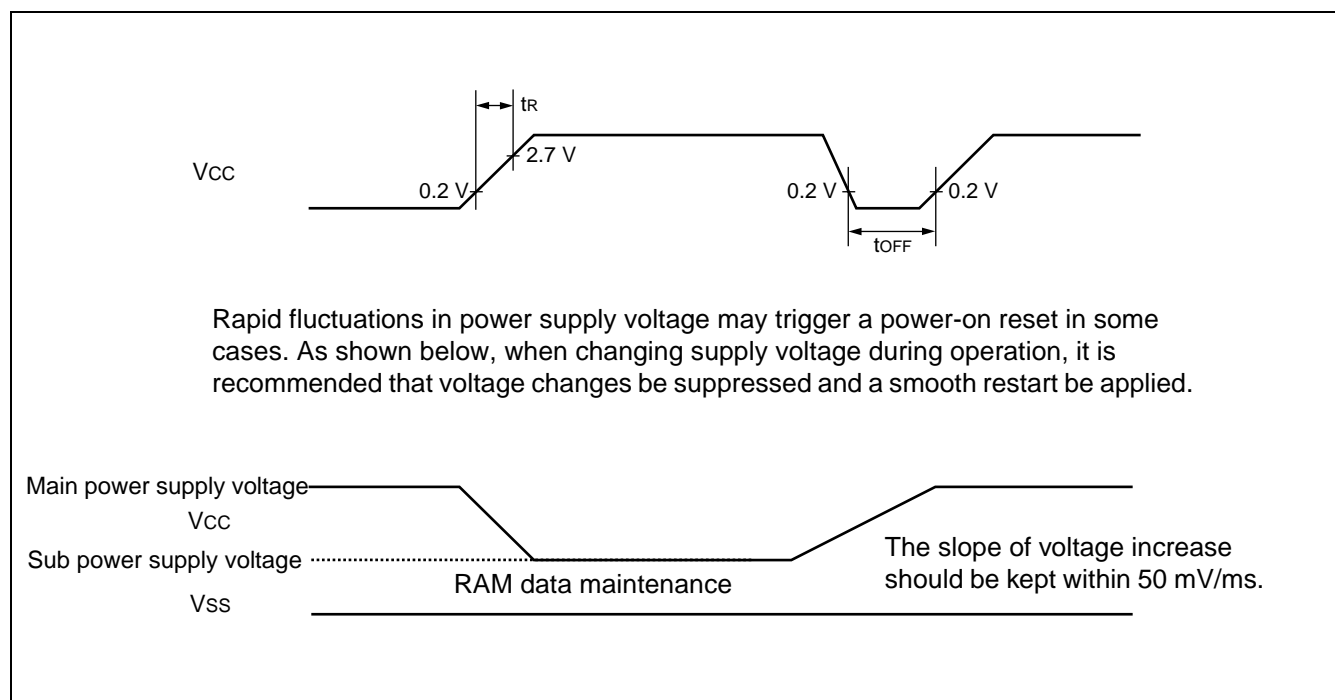 tR
2.7 V
VCC
0.2 V
0.2 V
0.2 V
tOFF
Rapid fluctuations in power supply voltage may trigger a power-on reset in some
cases. As shown below, when changing supply voltage during operation, it is
recommended that voltage changes be suppressed and a smooth restart be applied.
Main power supply voltage
VCC
Sub power supply voltage
RAM data maintenance
The slope of voltage increase
should be kept within 50 mV/ms.
VSS